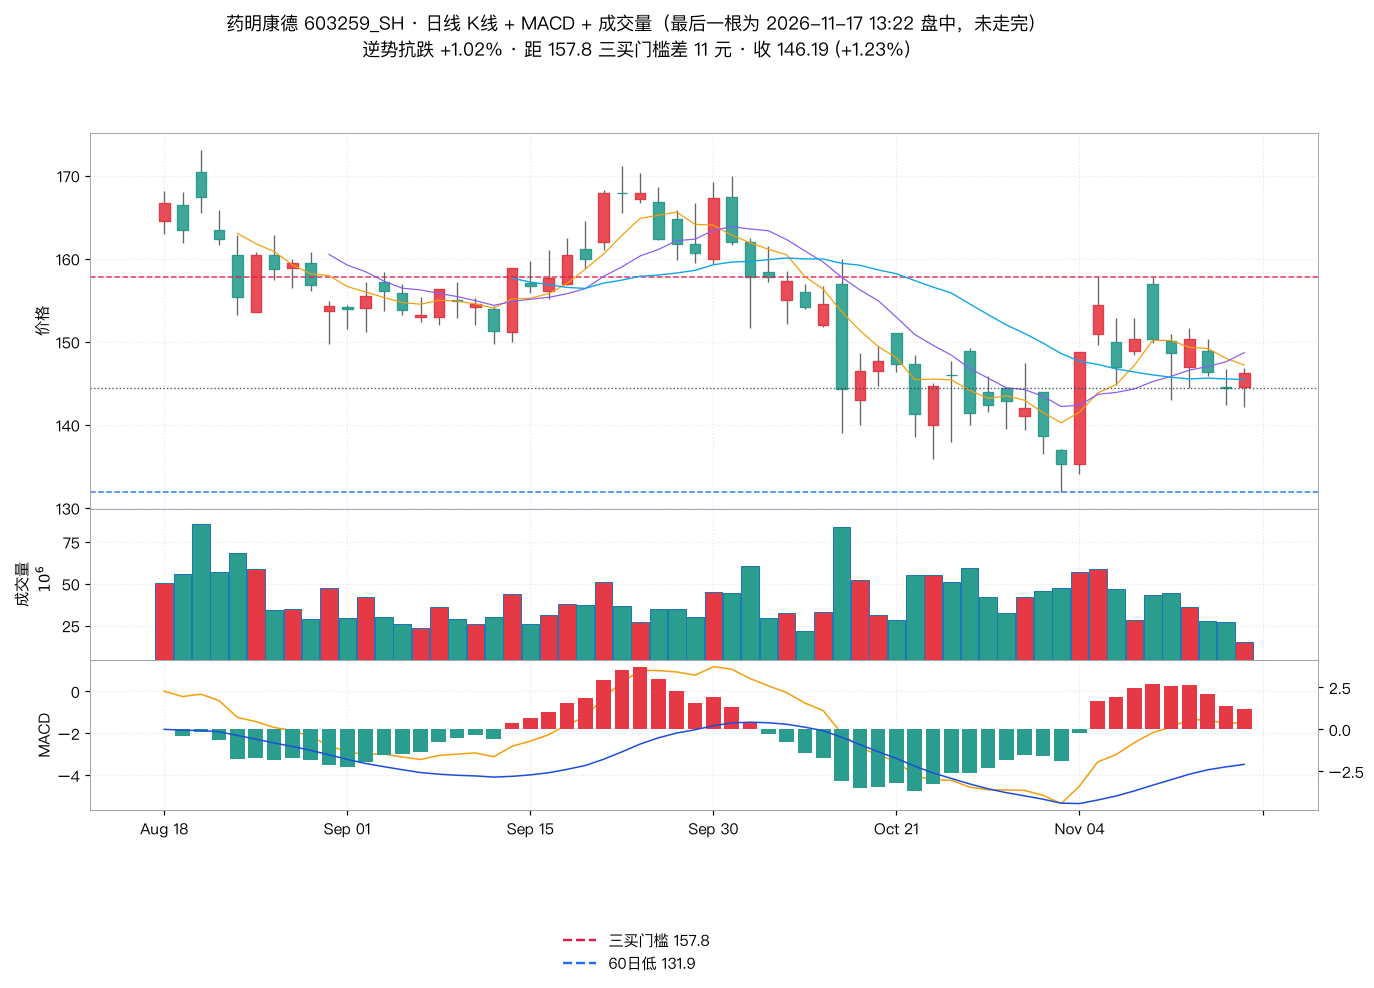 药明康德 603259_SH · 日线 K线 + MACD + 成交量（最后一根为 2026−11−17 13:22 盘中，未走完）
逆势抗跌 +1.02% · 距 157.8 三买门槛差 11 元 · 收 146.19 (+1.23%)
价格
170
160
150
140
130
成交量
10⁶
75
50
25
MACD
0
−2
−4
2.5
0.0
−2.5
Aug 18
Sep 01
Sep 15
Sep 30
Oct 21
Nov 04
三买门槛 157.8
60日低 131.9